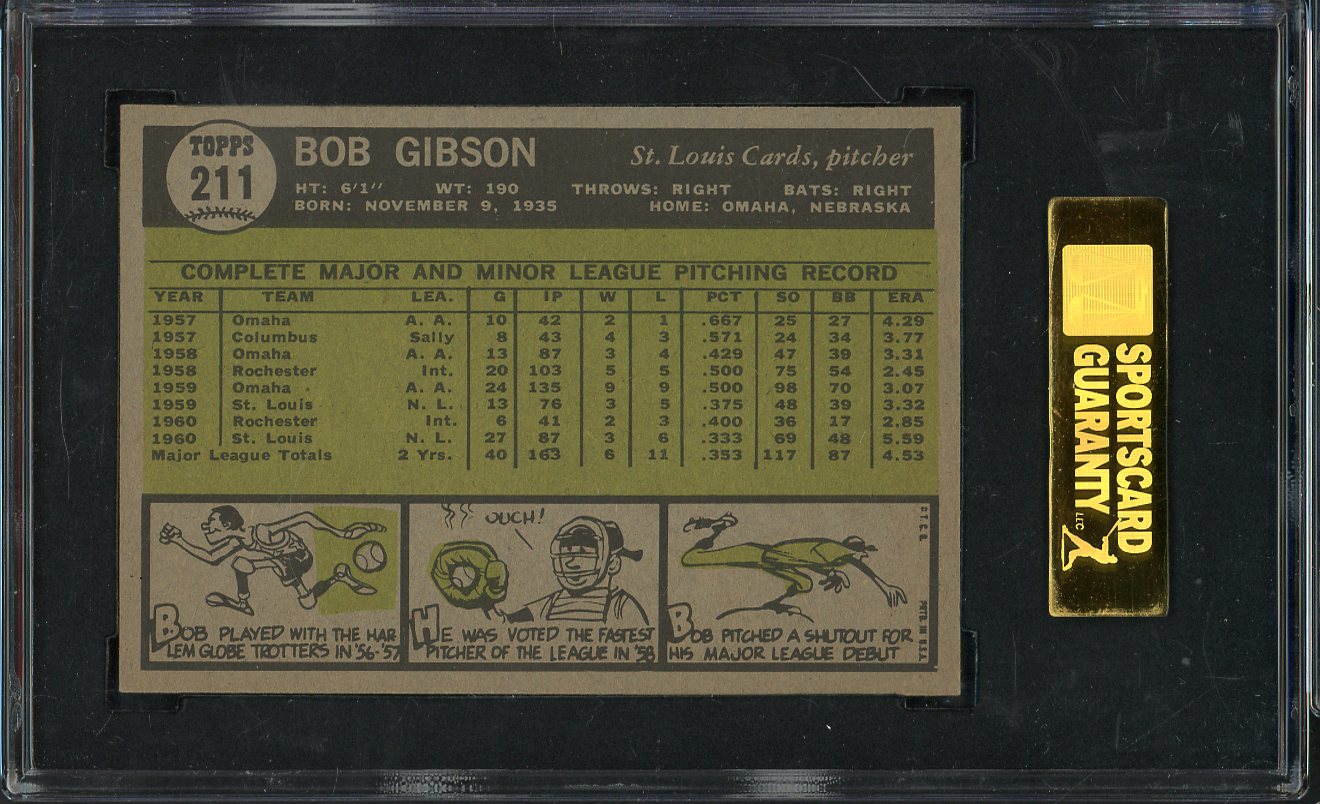 TOPPS
211
BOB GIBSON
St. Louis Cards, pitcher
HT: 6'1" WT: 190 THROWS: RIGHT BATS: RIGHT
BORN: NOVEMBER 9, 1935 HOME: OMAHA, NEBRASKA
COMPLETE MAJOR AND MINOR LEAGUE PITCHING RECORD
YEAR TEAM LEA. G IP W L PCT SO BB ERA
1957 Omaha A. A. 10 42 2 1 .667 25 27 4.29
1957 Columbus Sally 8 43 4 3 .571 24 34 3.77
1958 Omaha A. A. 13 87 3 4 .429 47 39 3.31
1958 Rochester Int. 20 103 5 5 .500 75 54 2.45
1959 Omaha A. A. 24 135 9 9 .500 98 70 3.07
1959 St. Louis N. L. 13 76 3 5 .375 48 39 3.32
1960 Rochester Int. 6 41 2 3 .400 36 17 2.85
1960 St. Louis N. L. 27 87 3 6 .333 69 48 5.59
Major League Totals 2 Yrs. 40 163 6 11 .353 117 87 4.53
BOB PLAYED WITH THE HAR
LEM GLOBE TROTTERS IN '56-'57
OUCH!
HE WAS VOTED THE FASTEST
PITCHER OF THE LEAGUE IN '58
BOB PITCHED A SHUTOUT FOR
HIS MAJOR LEAGUE DEBUT
©T.C.G.
PRTD. IN U.S.A.
SPORTSCARD
GUARANTY LLC